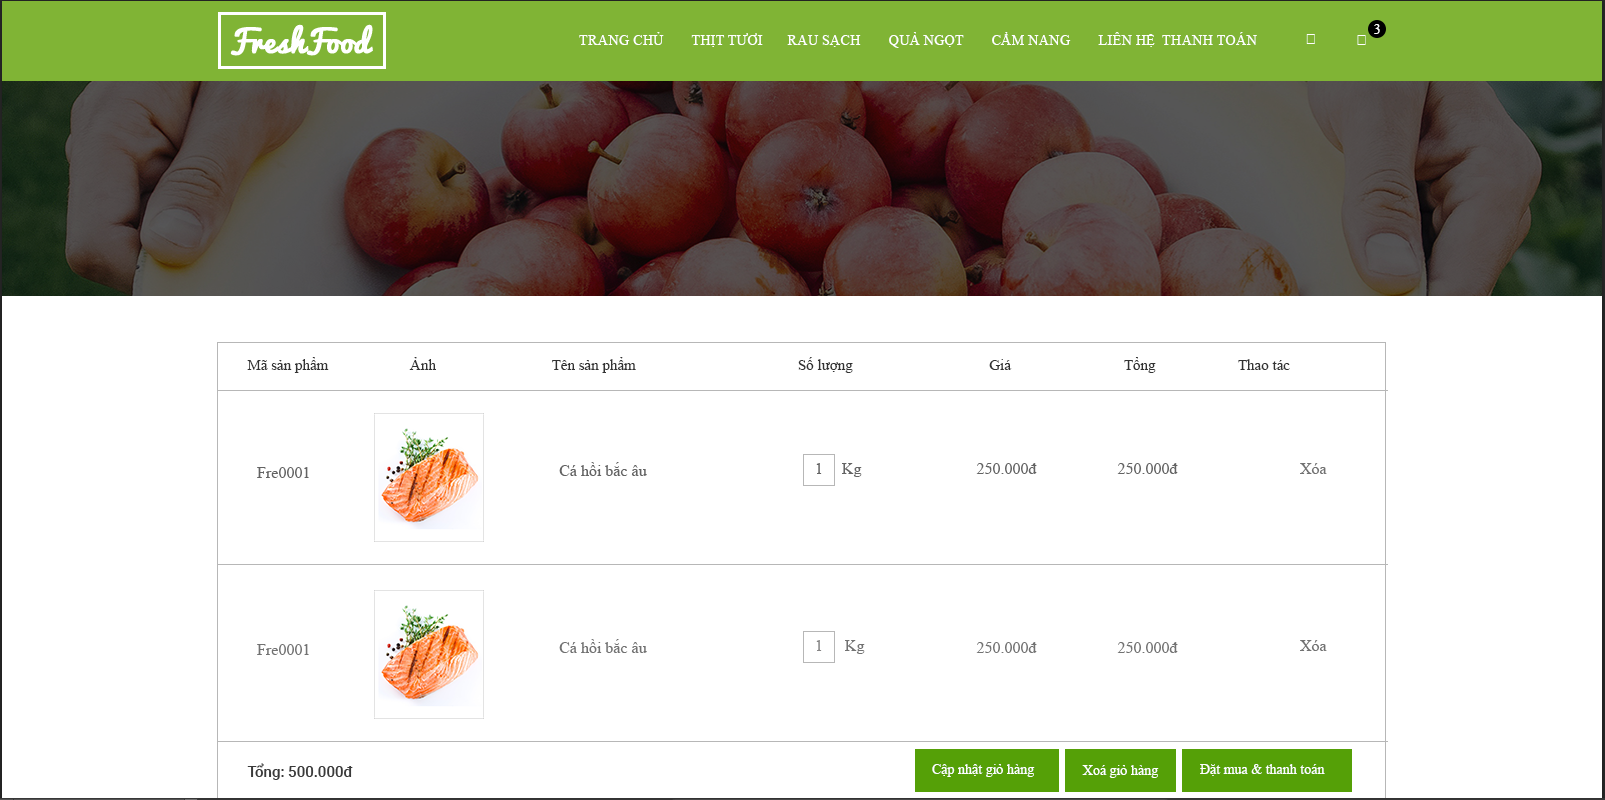 FreshFood
TRANG CHỦ THỊT TƯƠI RAU SẠCH QUẢ NGỌT CẨM NANG LIÊN HỆ THANH TOÁN 3
Mã sản phẩm Ảnh Tên sản phẩm Số lượng Giá Tổng Thao tác
Fre0001 Cá hồi bắc âu 1 Kg 250.000đ 250.000đ Xóa
Fre0001 Cá hồi bắc âu 1 Kg 250.000đ 250.000đ Xóa
Tổng: 500.000đ Cập nhật giỏ hàng Xoá giỏ hàng Đặt mua & thanh toán